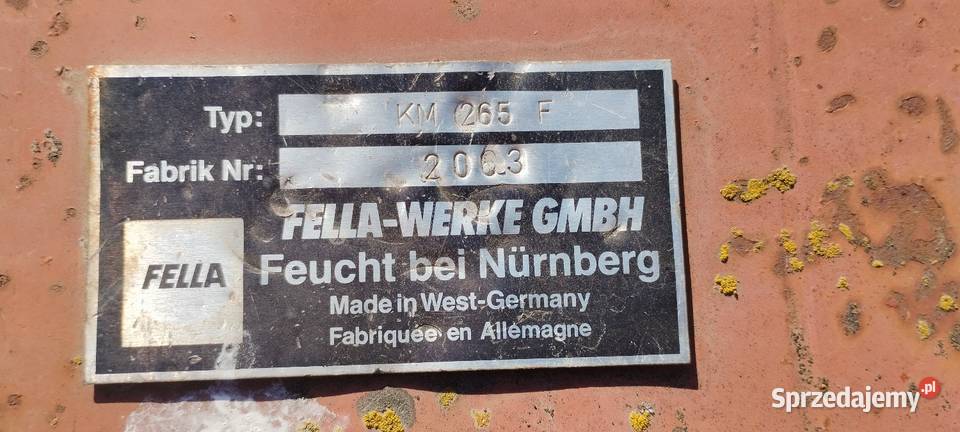 Typ: KM 265 F
Fabrik Nr: 2003
FELLA-WERKE GMBH
FELLA
Feucht bei Nürnberg
Made in West-Germany
Fabriquée en Allemagne
Sprzedajemy.pl